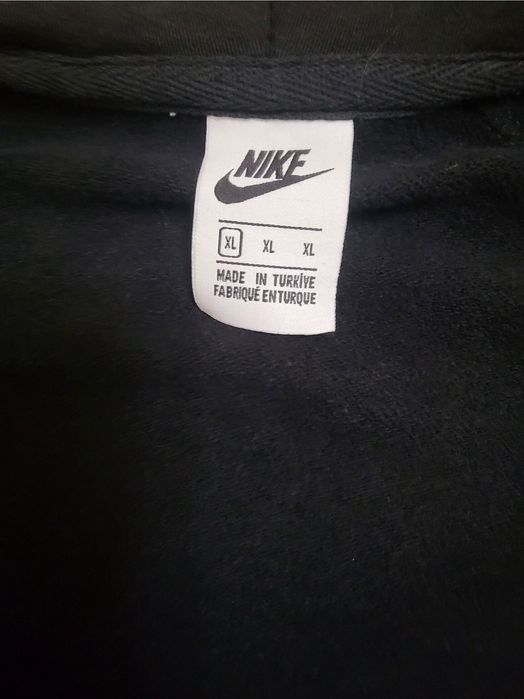 NIKE
XL XL XL
MADE IN TURKİYE
FABRIQUÉ EN TURQUE